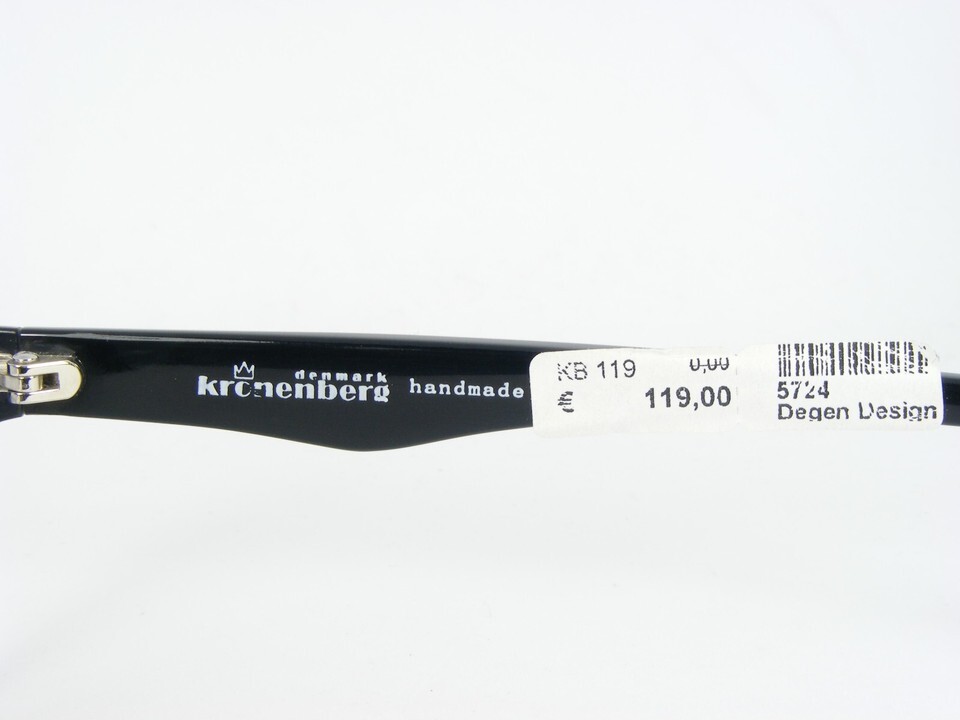 denmark
kronenberg handmade
KB 119 0,00
€ 119,00
5724
Degen Design